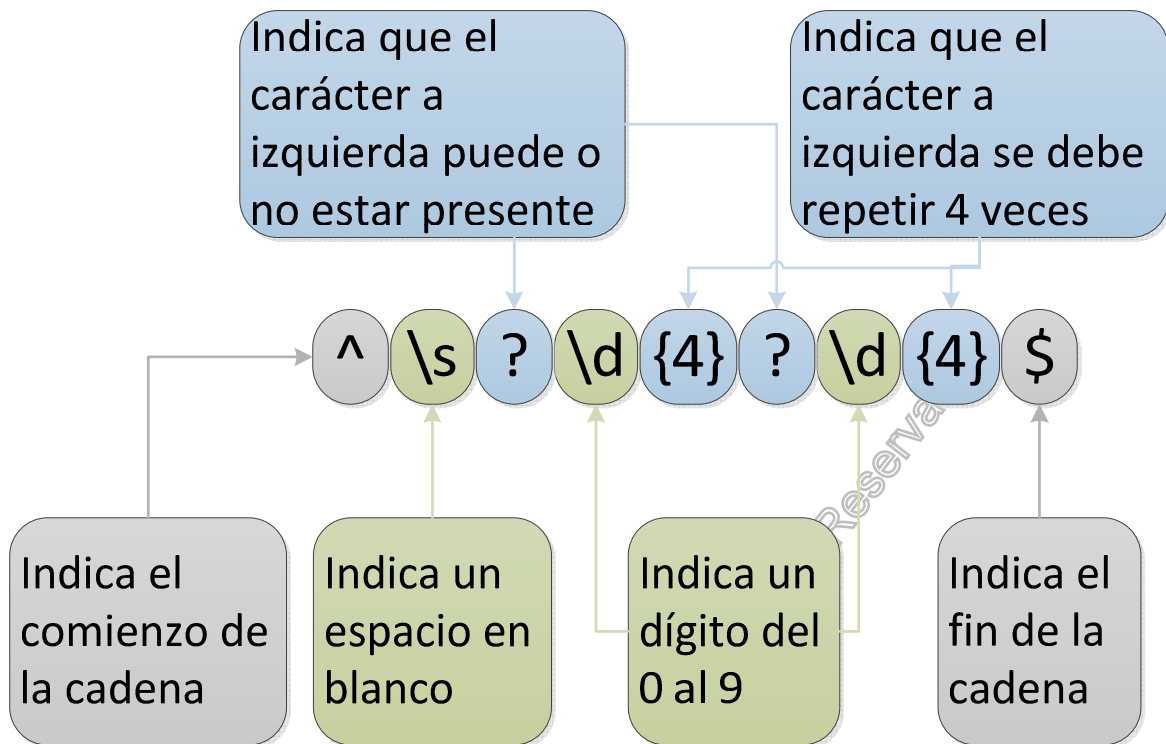 Indica que el
carácter a
izquierda puede o
no estar presente
Indica que el
carácter a
izquierda se debe
repetir 4 veces
^ \s ? \d {4} ? \d {4} $
Reserva
Indica el
comienzo de
la cadena
Indica un
espacio en
blanco
Indica un
dígito del
0 al 9
Indica el
fin de la
cadena